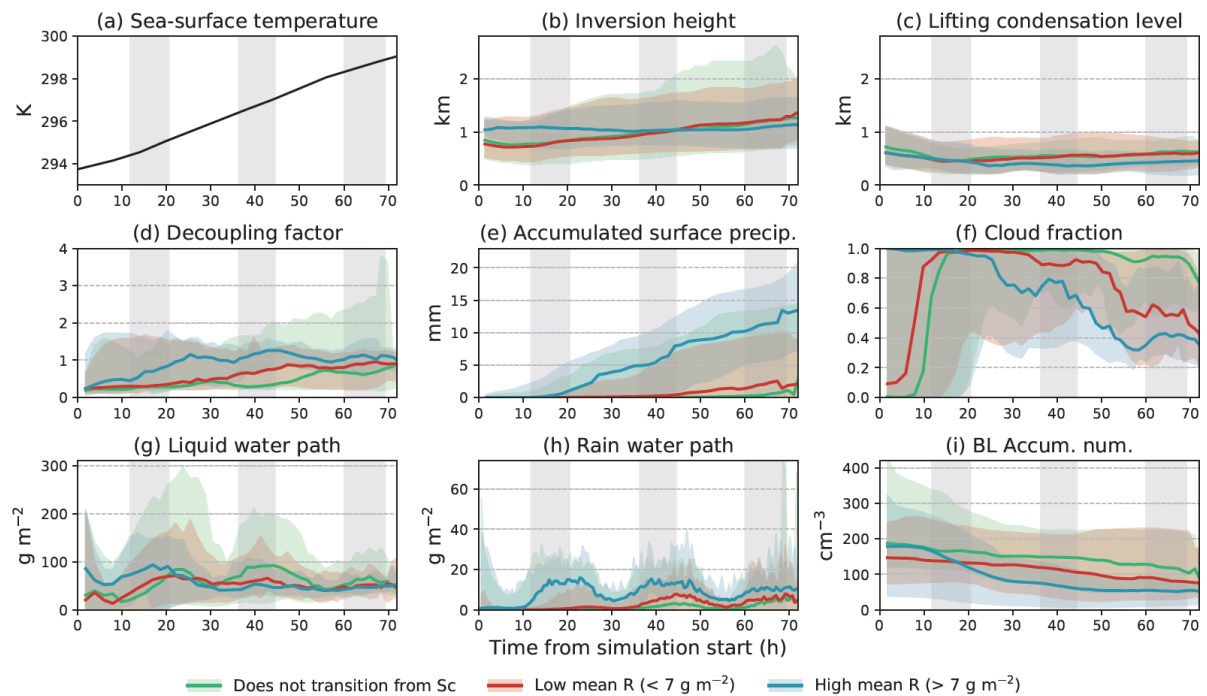 (a) Sea-surface temperature
(b) Inversion height
(c) Lifting condensation level
300
298
296
294
K
0 10 20 30 40 50 60 70
2
1
0
km
0 10 20 30 40 50 60 70
2
1
0
km
0 10 20 30 40 50 60 70
(d) Decoupling factor
(e) Accumulated surface precip.
(f) Cloud fraction
4
3
2
1
0
0 10 20 30 40 50 60 70
20
15
10
5
0
mm
0 10 20 30 40 50 60 70
1.0
0.8
0.6
0.4
0.2
0.0
0 10 20 30 40 50 60 70
(g) Liquid water path
(h) Rain water path
(i) BL Accum. num.
300
200
100
0
g m⁻²
0 10 20 30 40 50 60 70
60
40
20
0
g m⁻²
0 10 20 30 40 50 60 70
400
300
200
100
0
cm⁻³
0 10 20 30 40 50 60 70
Time from simulation start (h)
Does not transition from Sc
Low mean R (< 7 g m⁻²)
High mean R (> 7 g m⁻²)